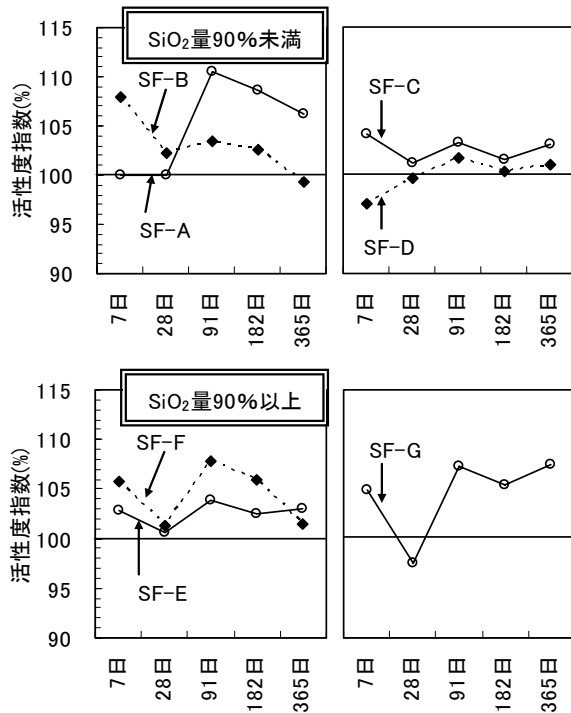 SiO₂量90%未満
活性度指数(%)
115
110
105
100
95
90
SF-B
SF-A
SF-C
SF-D
7日
28日
91日
182日
365日
7日
28日
91日
182日
365日
SiO₂量90%以上
活性度指数(%)
115
110
105
100
95
90
SF-F
SF-E
SF-G
7日
28日
91日
182日
365日
7日
28日
91日
182日
365日